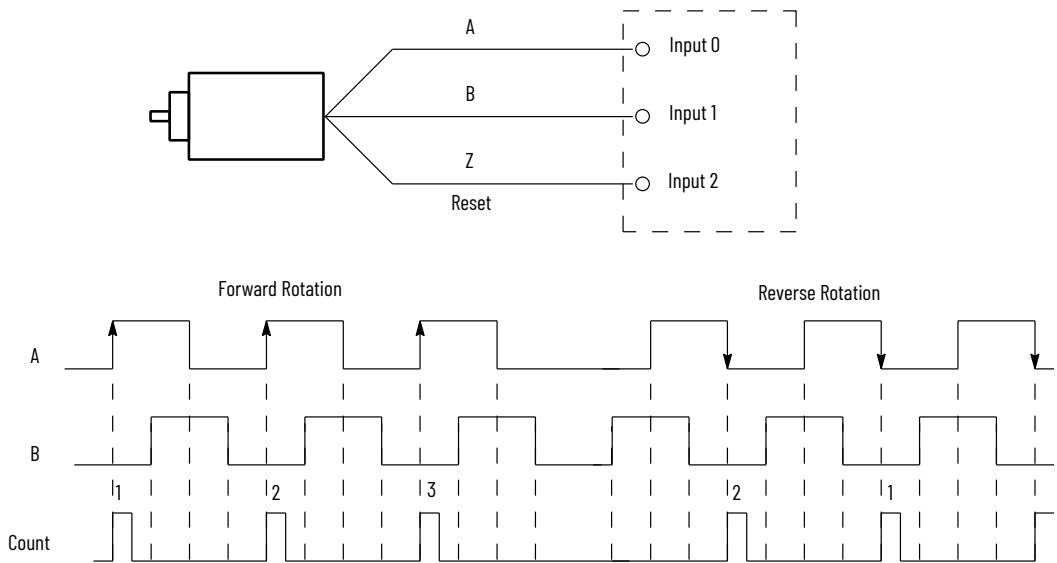 A
Input 0
B
Input 1
Z
Input 2
Reset
Forward Rotation
Reverse Rotation
A
B
1
2
3
2
1
Count